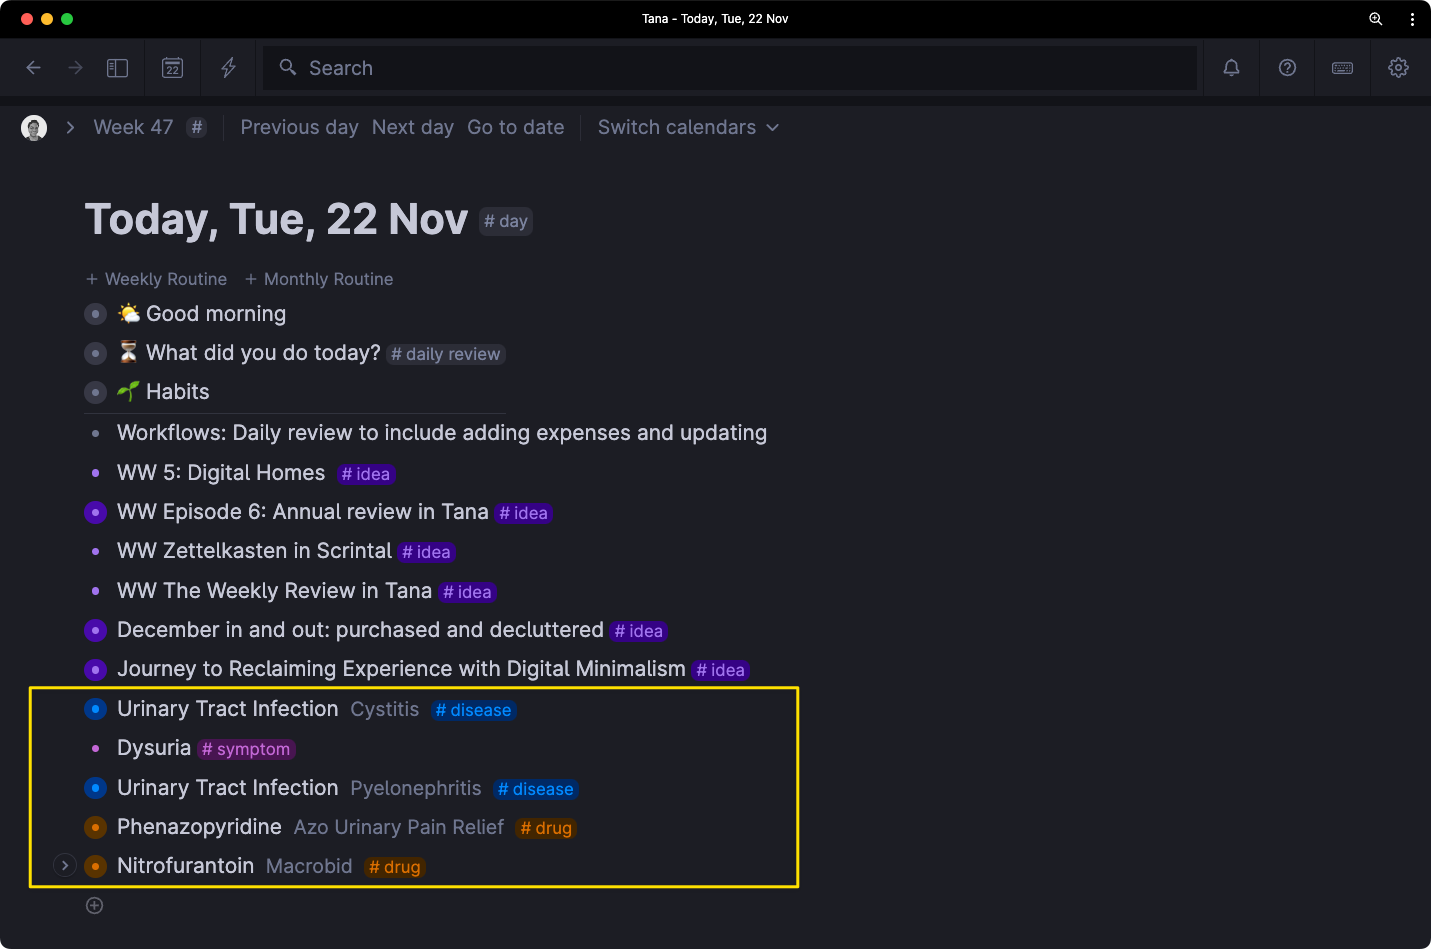 Tana - Today, Tue, 22 Nov
22
Search
Week 47 # Previous day Next day Go to date Switch calendars
Today, Tue, 22 Nov # day
+ Weekly Routine + Monthly Routine
Good morning
What did you do today? # daily review
Habits
Workflows: Daily review to include adding expenses and updating
WW 5: Digital Homes # idea
WW Episode 6: Annual review in Tana # idea
WW Zettelkasten in Scrintal # idea
WW The Weekly Review in Tana # idea
December in and out: purchased and decluttered # idea
Journey to Reclaiming Experience with Digital Minimalism # idea
Urinary Tract Infection Cystitis # disease
Dysuria # symptom
Urinary Tract Infection Pyelonephritis # disease
Phenazopyridine Azo Urinary Pain Relief # drug
Nitrofurantoin Macrobid # drug